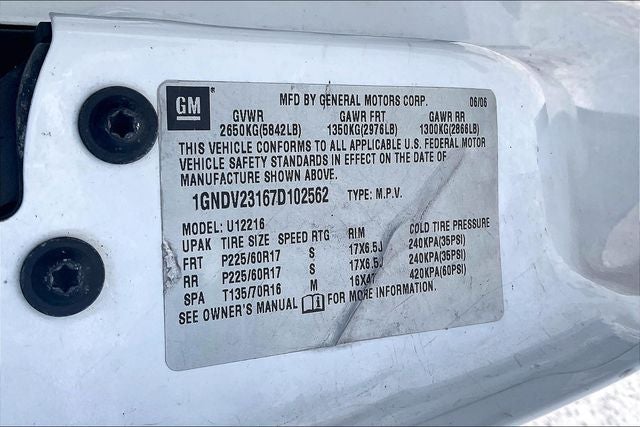 GM
MFD BY GENERAL MOTORS CORP. 06/06
GVWR GAWR FRT GAWR RR
2650KG(5842LB) 1350KG(2976LB) 1300KG(2866LB)
THIS VEHICLE CONFORMS TO ALL APPLICABLE U.S. FEDERAL MOTOR
VEHICLE SAFETY STANDARDS IN EFFECT ON THE DATE OF
MANUFACTURE SHOWN ABOVE.
1GNDV23167D102562 TYPE: M.P.V.
MODEL: U12216
UPAK TIRE SIZE SPEED RTG RIM COLD TIRE PRESSURE
FRT P225/60R17 S 17X6.5J 240KPA(35PSI)
RR P225/60R17 S 17X6.5J 240KPA(35PSI)
SPA T135/70R16 M 16X4T 420KPA(60PSI)
SEE OWNER'S MANUAL FOR MORE INFORMATION.